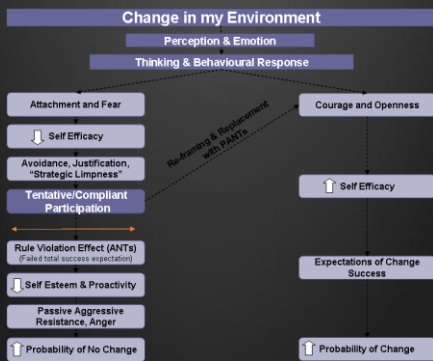 Change in my Environment
Perception & Emotion
Thinking & Behavioural Response
Attachment and Fear
Courage and Openness
Self Efficacy
Re-framing & Replacement
with PANTs
Avoidance, Justification,
“Strategic Limpness”
Self Efficacy
Tentative/Compliant
Participation
Rule Violation Effect (ANTs)
(Failed total success expectation)
Expectations of Change
Success
Self Esteem & Proactivity
Passive Aggressive
Resistance, Anger
Probability of No Change
Probability of Change